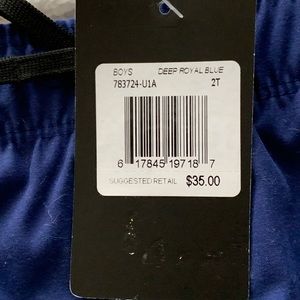 BOYS DEEP ROYAL BLUE
783724-U1A 2T
6 17845 19718 7
SUGGESTED RETAIL $35.00